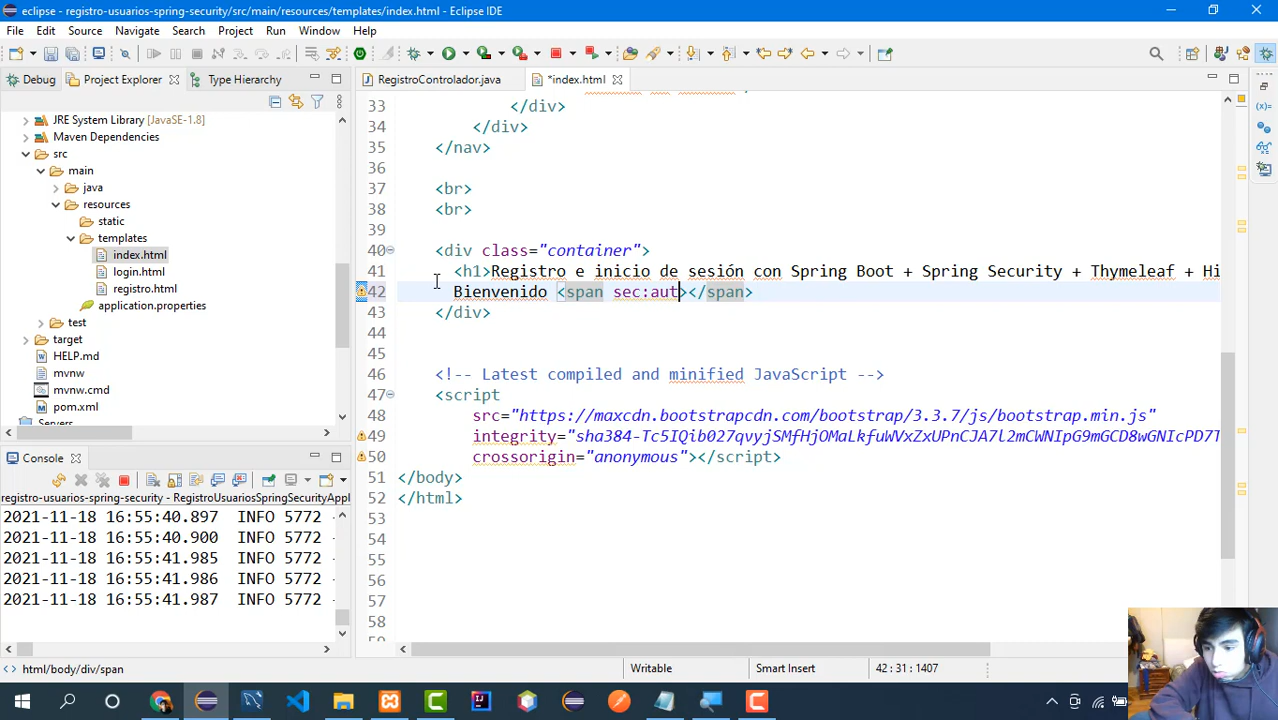 eclipse - registro-usuarios-spring-security/src/main/resources/templates/index.html - Eclipse IDE
File Edit Source Navigate Search Project Run Window Help
Debug Project Explorer Type Hierarchy
RegistroControlador.java *index.html
JRE System Library [JavaSE-1.8]
Maven Dependencies
src
main
java
resources
static
templates
index.html
login.html
registro.html
application.properties
test
target
HELP.md
mvnw
mvnw.cmd
pom.xml
Servers
33 </div>
34 </div>
35 </nav>
36
37 <br>
38 <br>
39
40 <div class="container">
41 <h1>Registro e inicio de sesión con Spring Boot + Spring Security + Thymeleaf + Hi
42 Bienvenido <span sec:aut></span>
43 </div>
44
45
46 <!-- Latest compiled and minified JavaScript -->
47 <script
48 src="https://maxcdn.bootstrapcdn.com/bootstrap/3.3.7/js/bootstrap.min.js"
49 integrity="sha384-Tc5IQib027qvyjSMfHjOMaLkfuWVxZxUPnCJA7l2mCWNIpG9mGCD8wGNIcPD7T
50 crossorigin="anonymous"></script>
51 </body>
52 </html>
53
54
55
56
57
58
Console
registro-usuarios-spring-security - RegistroUsuariosSpringSecurityAppl
2021-11-18 16:55:40.897 INFO 5772
2021-11-18 16:55:40.900 INFO 5772
2021-11-18 16:55:41.985 INFO 5772
2021-11-18 16:55:41.986 INFO 5772
2021-11-18 16:55:41.987 INFO 5772
html/body/div/span
Writable
Smart Insert
42 : 31 : 1407